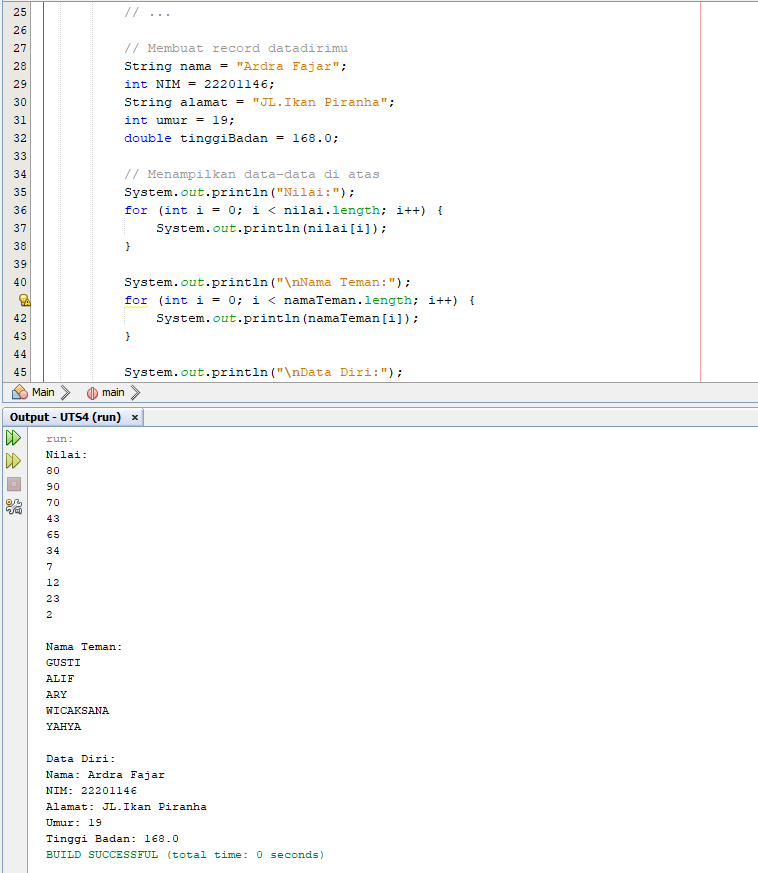 25 // ...
26
27 // Membuat record datadirimu
28 String nama = "Ardra Fajar";
29 int NIM = 22201146;
30 String alamat = "JL.Ikan Piranha";
31 int umur = 19;
32 double tinggiBadan = 168.0;
33
34 // Menampilkan data-data di atas
35 System.out.println("Nilai:");
36 for (int i = 0; i < nilai.length; i++) {
37 System.out.println(nilai[i]);
38 }
39
40 System.out.println("\nNama Teman:");
for (int i = 0; i < namaTeman.length; i++) {
42 System.out.println(namaTeman[i]);
43 }
44
45 System.out.println("\nData Diri:");
Main main
Output - UTS4 (run) ×
run:
Nilai:
80
90
70
43
65
34
7
12
23
2
Nama Teman:
GUSTI
ALIF
ARY
WICAKSANA
YAHYA
Data Diri:
Nama: Ardra Fajar
NIM: 22201146
Alamat: JL.Ikan Piranha
Umur: 19
Tinggi Badan: 168.0
BUILD SUCCESSFUL (total time: 0 seconds)